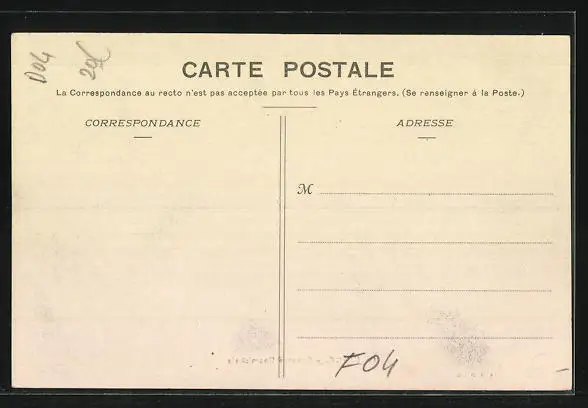 D04
20€
CARTE POSTALE
La Correspondance au recto n'est pas acceptée par tous les Pays Étrangers. (Se renseigner à la Poste.)
CORRESPONDANCE
ADRESSE
M
F04